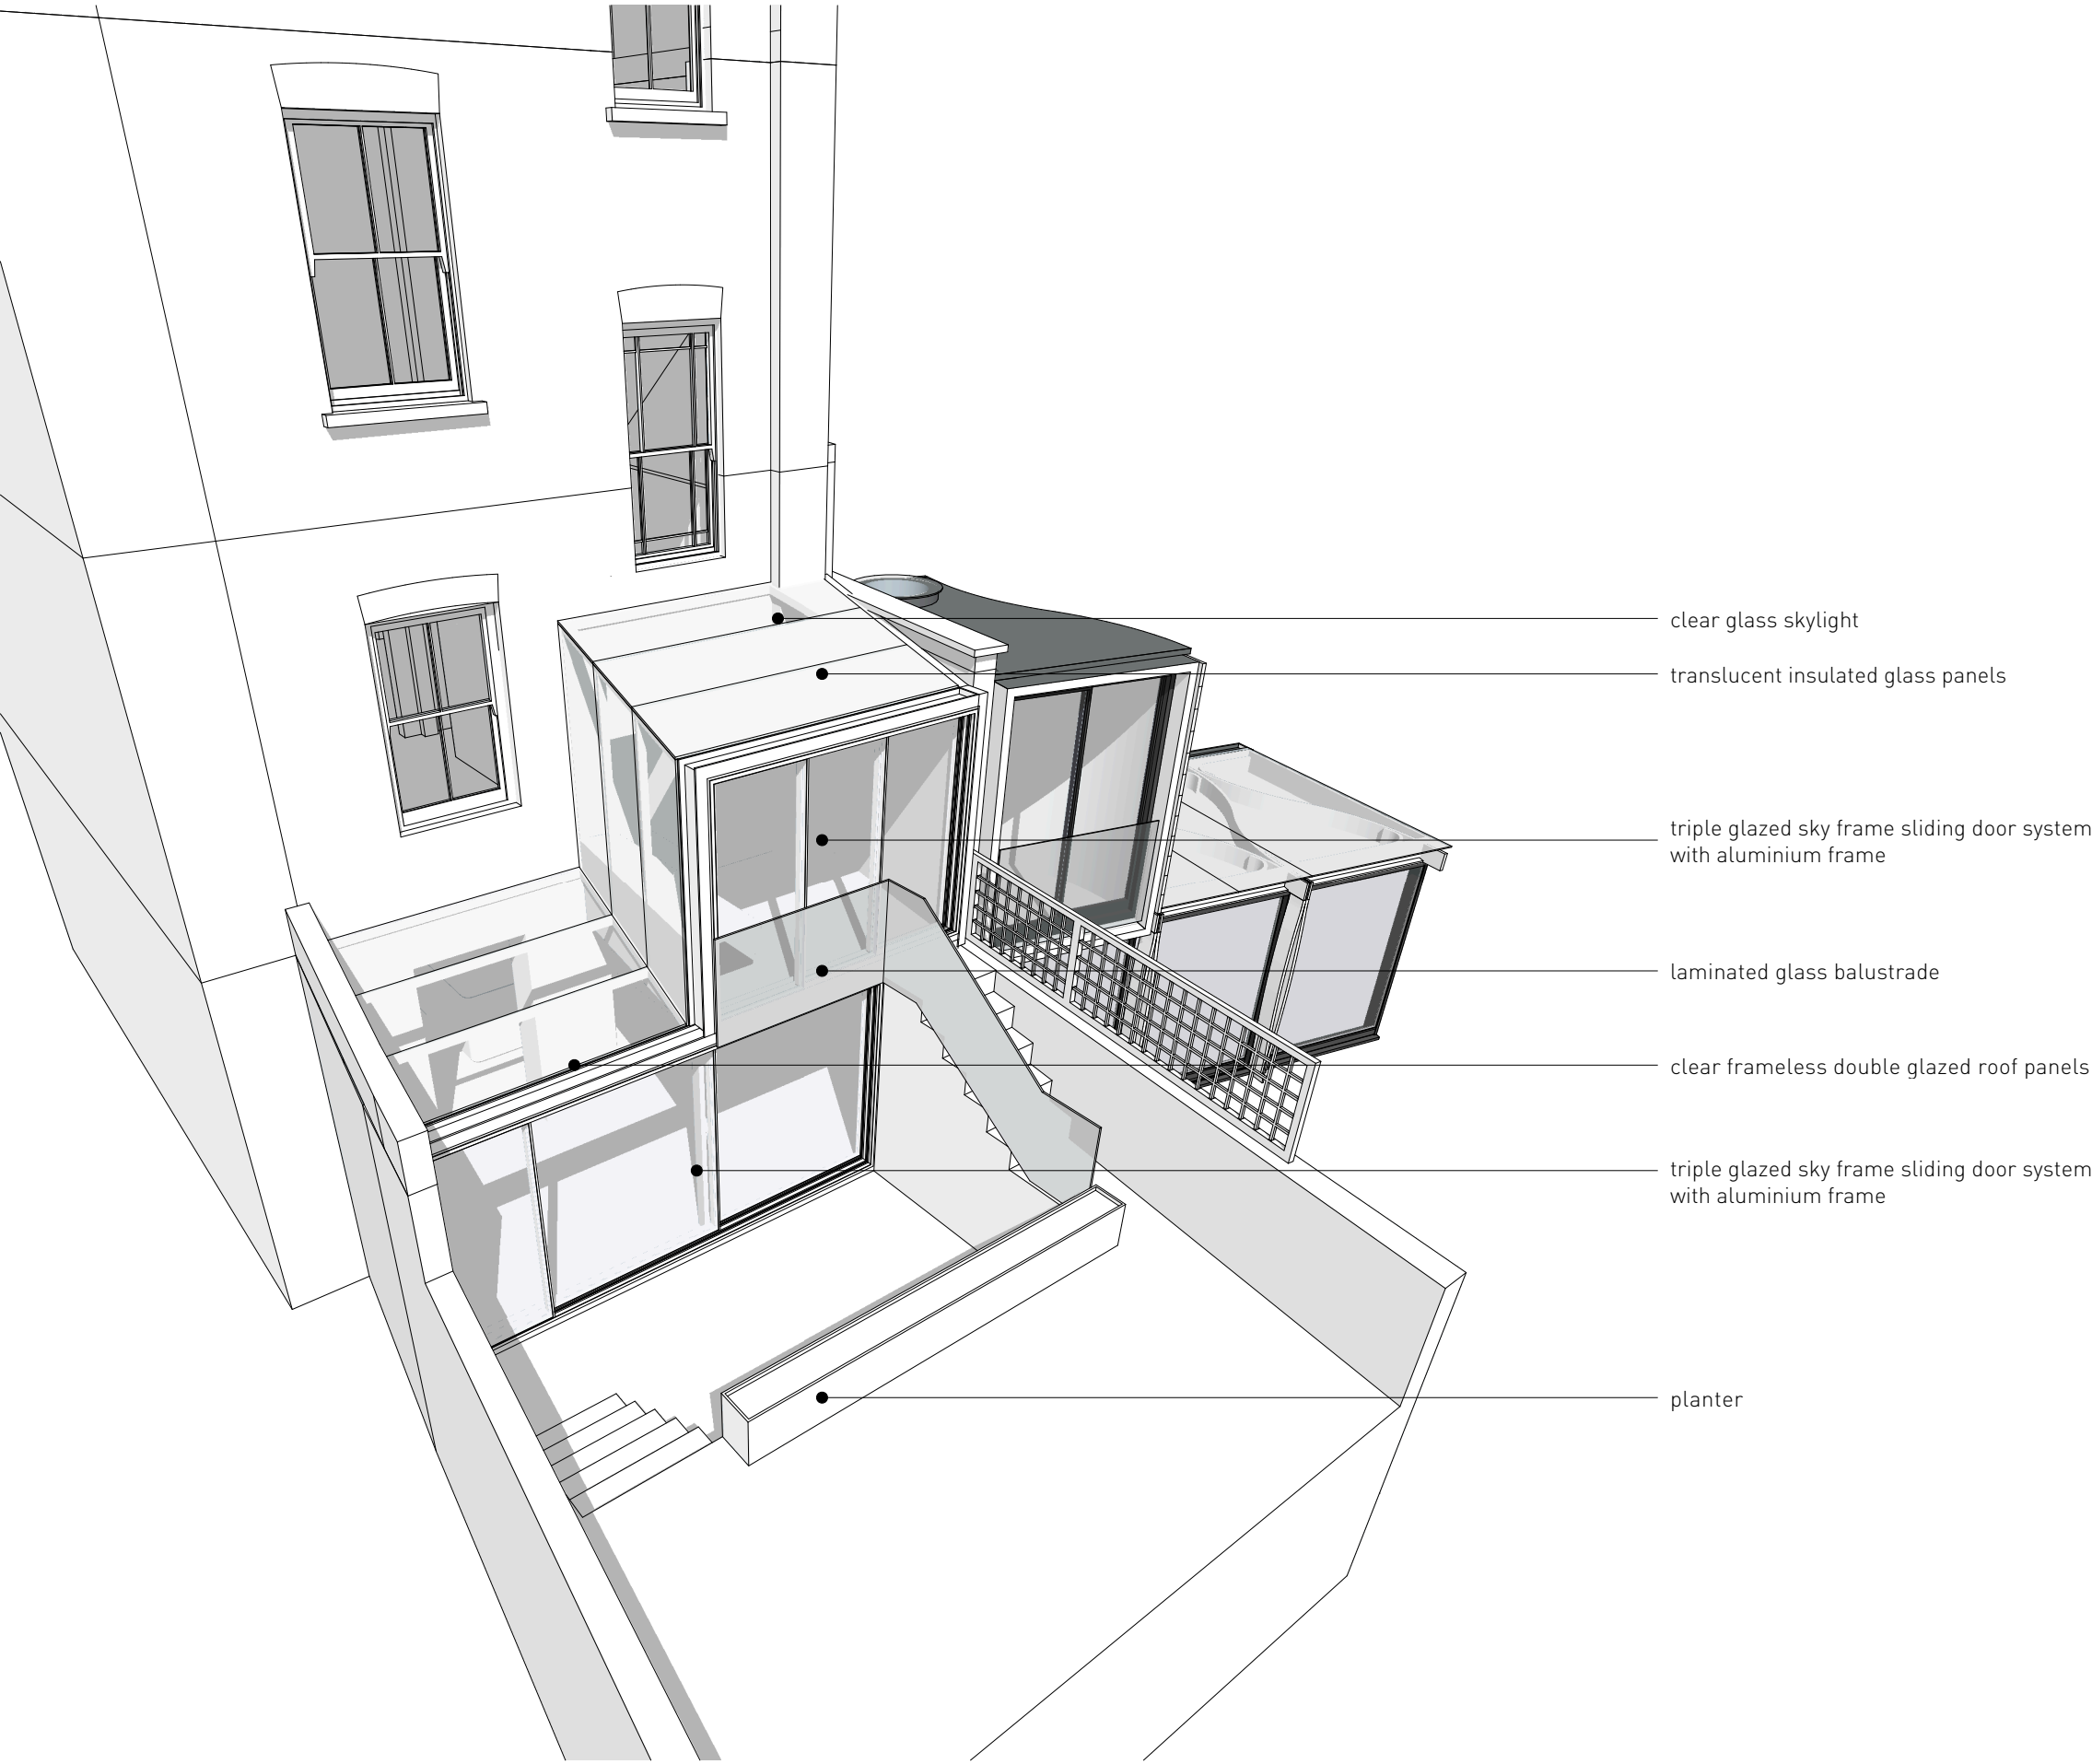 clear glass skylight
translucent insulated glass panels
triple glazed sky frame sliding door system
with aluminium frame
laminated glass balustrade
clear frameless double glazed roof panels
triple glazed sky frame sliding door system
with aluminium frame
planter